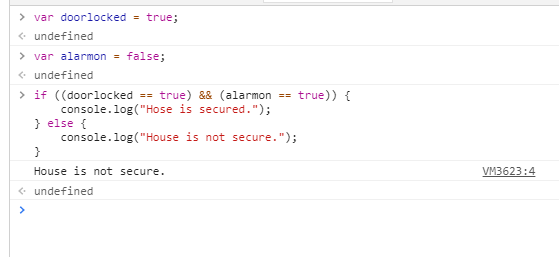 > var doorlocked = true;
<· undefined
> var alarmon = false;
<· undefined
> if ((doorlocked == true) && (alarmon == true)) {
console.log("Hose is secured.");
} else {
console.log("House is not secure.");
}
House is not secure. VM3623:4
<· undefined
>